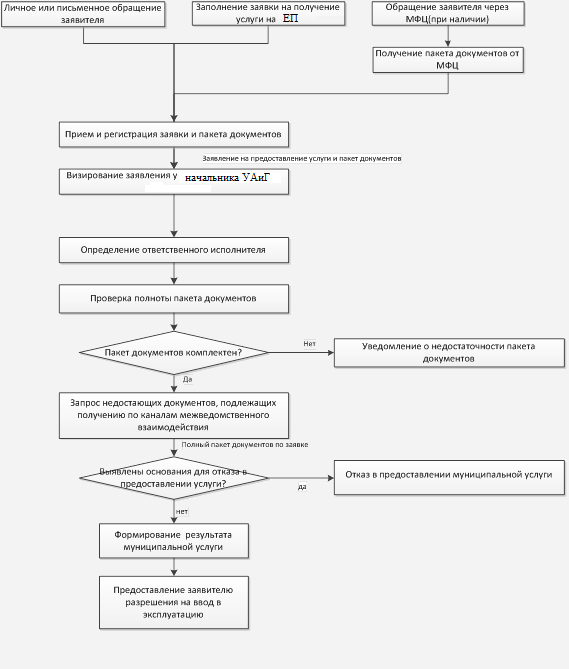 Личное или письменное обращение
заявителя
Заполнение заявки на получение
услуги на ЕП
Обращение заявителя через
МФЦ(при наличии)
Получение пакета документов от
МФЦ
Прием и регистрация заявки и пакета документов
Заявление на предоставление услуги и пакет документов
Визирование заявления у начальника УАиГ
Определение ответственного исполнителя
Проверка полноты пакета документов
Пакет документов комплектен?
Нет
Уведомление о недостаточности пакета
документов
Да
Запрос недостающих документов, подлежащих
получению по каналам межведомственного
взаимодействия
Полный пакет документов по заявке
Выявлены основания для отказа в
предоставлении услуги?
да
Отказ в предоставлении муниципальной услуги
нет
Формирование результата
муниципальной услуги
Предоставление заявителю
разрешения на ввод в
эксплуатацию